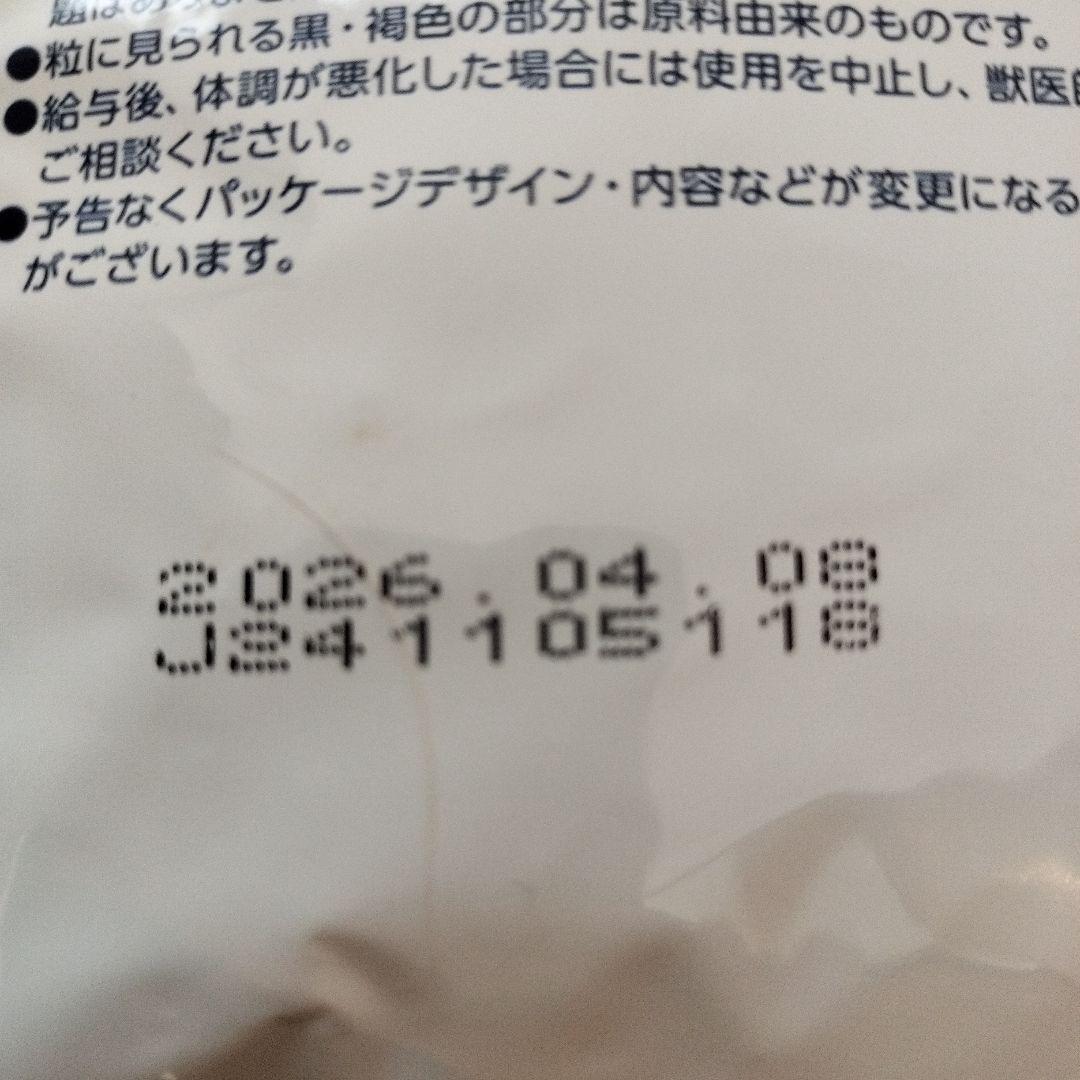 ●粒に見られる黒・褐色の部分は原料由来のものです。
●給与後、体調が悪化した場合には使用を中止し、獣医
ご相談ください。
●予告なくパッケージデザイン・内容などが変更になる
がございます。
2026.04.08
J241105118